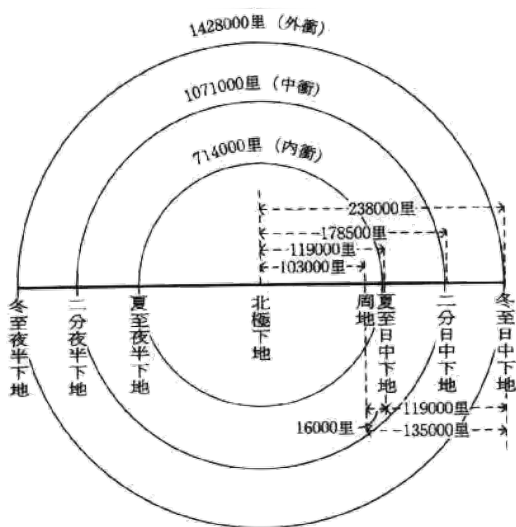 1428000里（外衝）
1071000里（中衝）
714000里（内衝）
238000里
178500里
119000里
103000里
冬至夜半下地
二分夜半下地
夏至夜半下地
北極下地
周地
夏至日中下地
二分日中下地
冬至日中下地
16000里
119000里
135000里